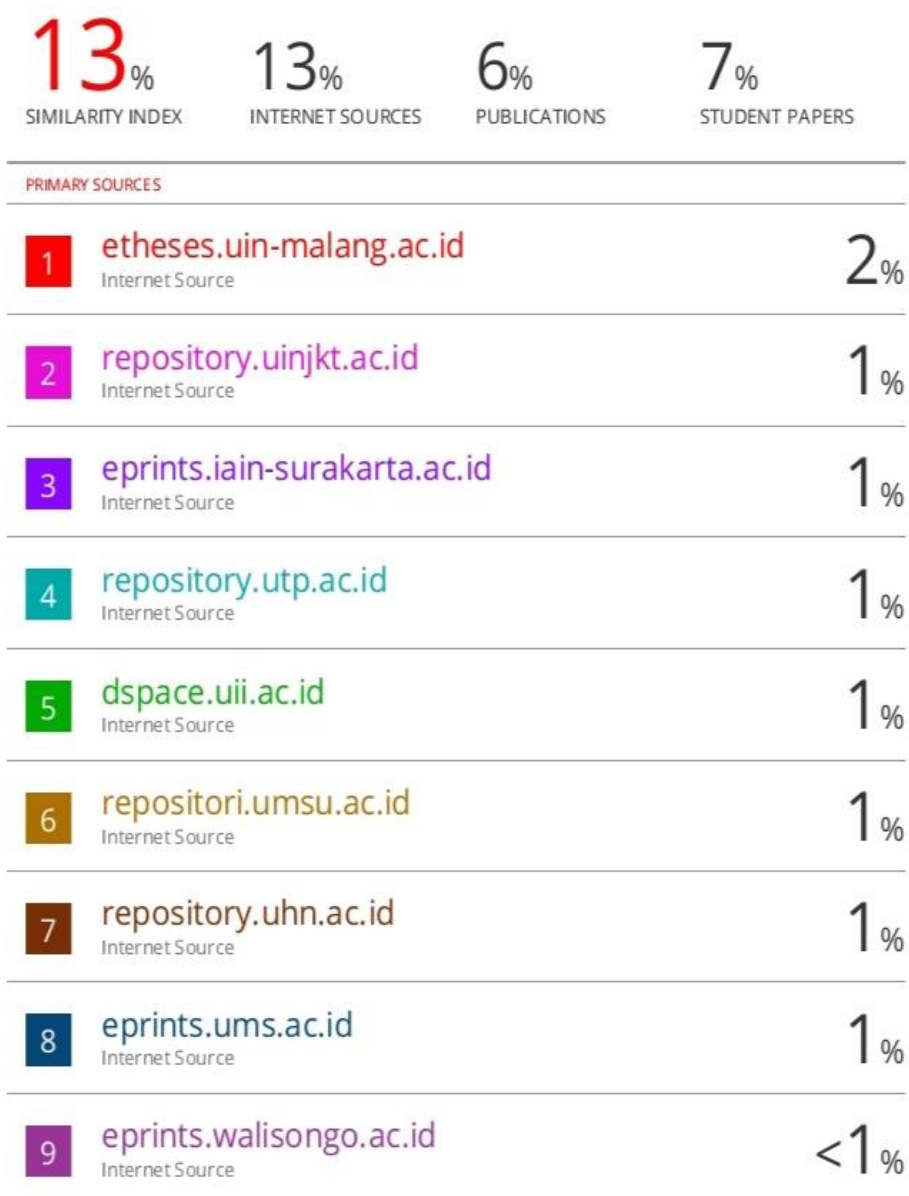 13% 13% 6% 7%
SIMILARITY INDEX INTERNET SOURCES PUBLICATIONS STUDENT PAPERS
PRIMARY SOURCES
1 etheses.uin-malang.ac.id 2%
Internet Source
2 repository.uinjkt.ac.id 1%
Internet Source
3 eprints.iain-surakarta.ac.id 1%
Internet Source
4 repository.utp.ac.id 1%
Internet Source
5 dspace.uii.ac.id 1%
Internet Source
6 repositori.umsu.ac.id 1%
Internet Source
7 repository.uhn.ac.id 1%
Internet Source
8 eprints.ums.ac.id 1%
Internet Source
9 eprints.walisongo.ac.id <1%
Internet Source